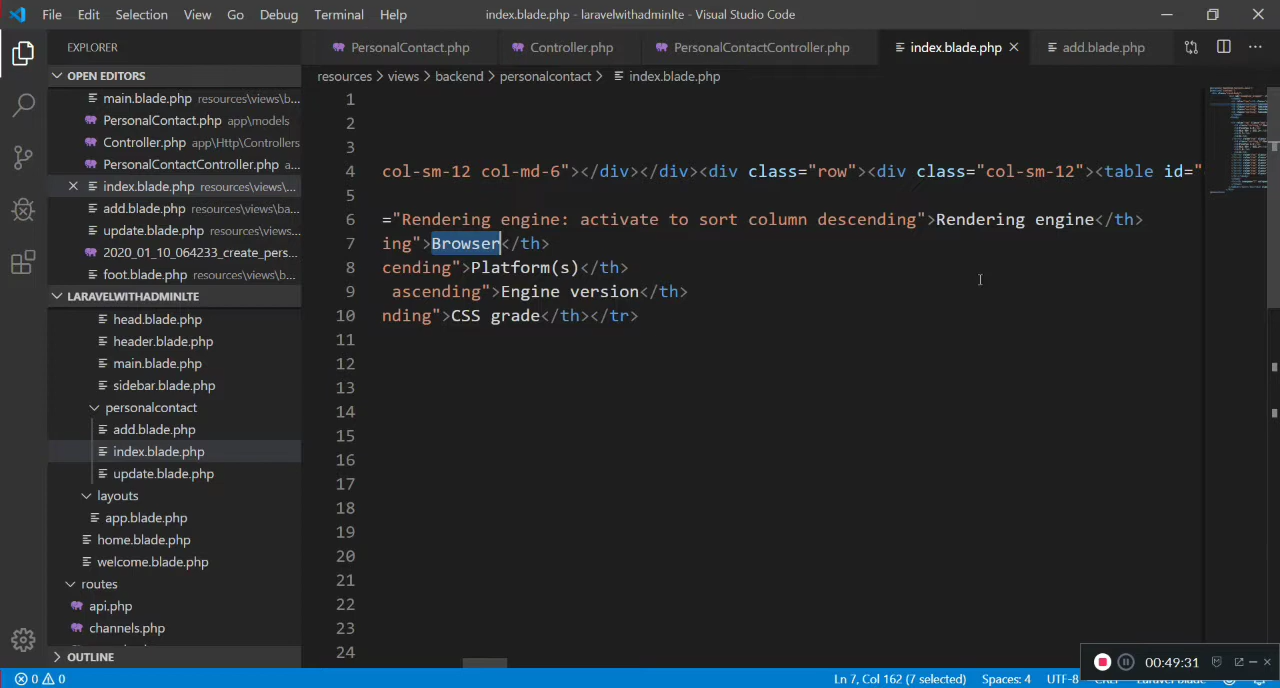 File Edit Selection View Go Debug Terminal Help index.blade.php - laravelwithadminlte - Visual Studio Code
EXPLORER
PersonalContact.php Controller.php PersonalContactController.php index.blade.php add.blade.php
OPEN EDITORS
main.blade.php resources\views\b...
PersonalContact.php app\models
Controller.php app\Http\Controllers
PersonalContactController.php a...
index.blade.php resources\views\...
add.blade.php resources\views\ba...
update.blade.php resources\views...
2020_01_10_064233_create_pers...
foot.blade.php resources\views\b...
LARAVELWITHADMINLTE
head.blade.php
header.blade.php
main.blade.php
sidebar.blade.php
personalcontact
add.blade.php
index.blade.php
update.blade.php
layouts
app.blade.php
home.blade.php
welcome.blade.php
routes
api.php
channels.php
OUTLINE
resources > views > backend > personalcontact > index.blade.php
1
2
3
4 col-sm-12 col-md-6"></div></div><div class="row"><div class="col-sm-12"><table id="
5
6 ="Rendering engine: activate to sort column descending">Rendering engine</th>
7 ing">Browser</th>
8 cending">Platform(s)</th>
9 ascending">Engine version</th>
10 nding">CSS grade</th></tr>
11
12
13
14
15
16
17
18
19
20
21
22
23
24
00:49:31
0 0 Ln 7, Col 162 (7 selected) Spaces: 4 UTF-8